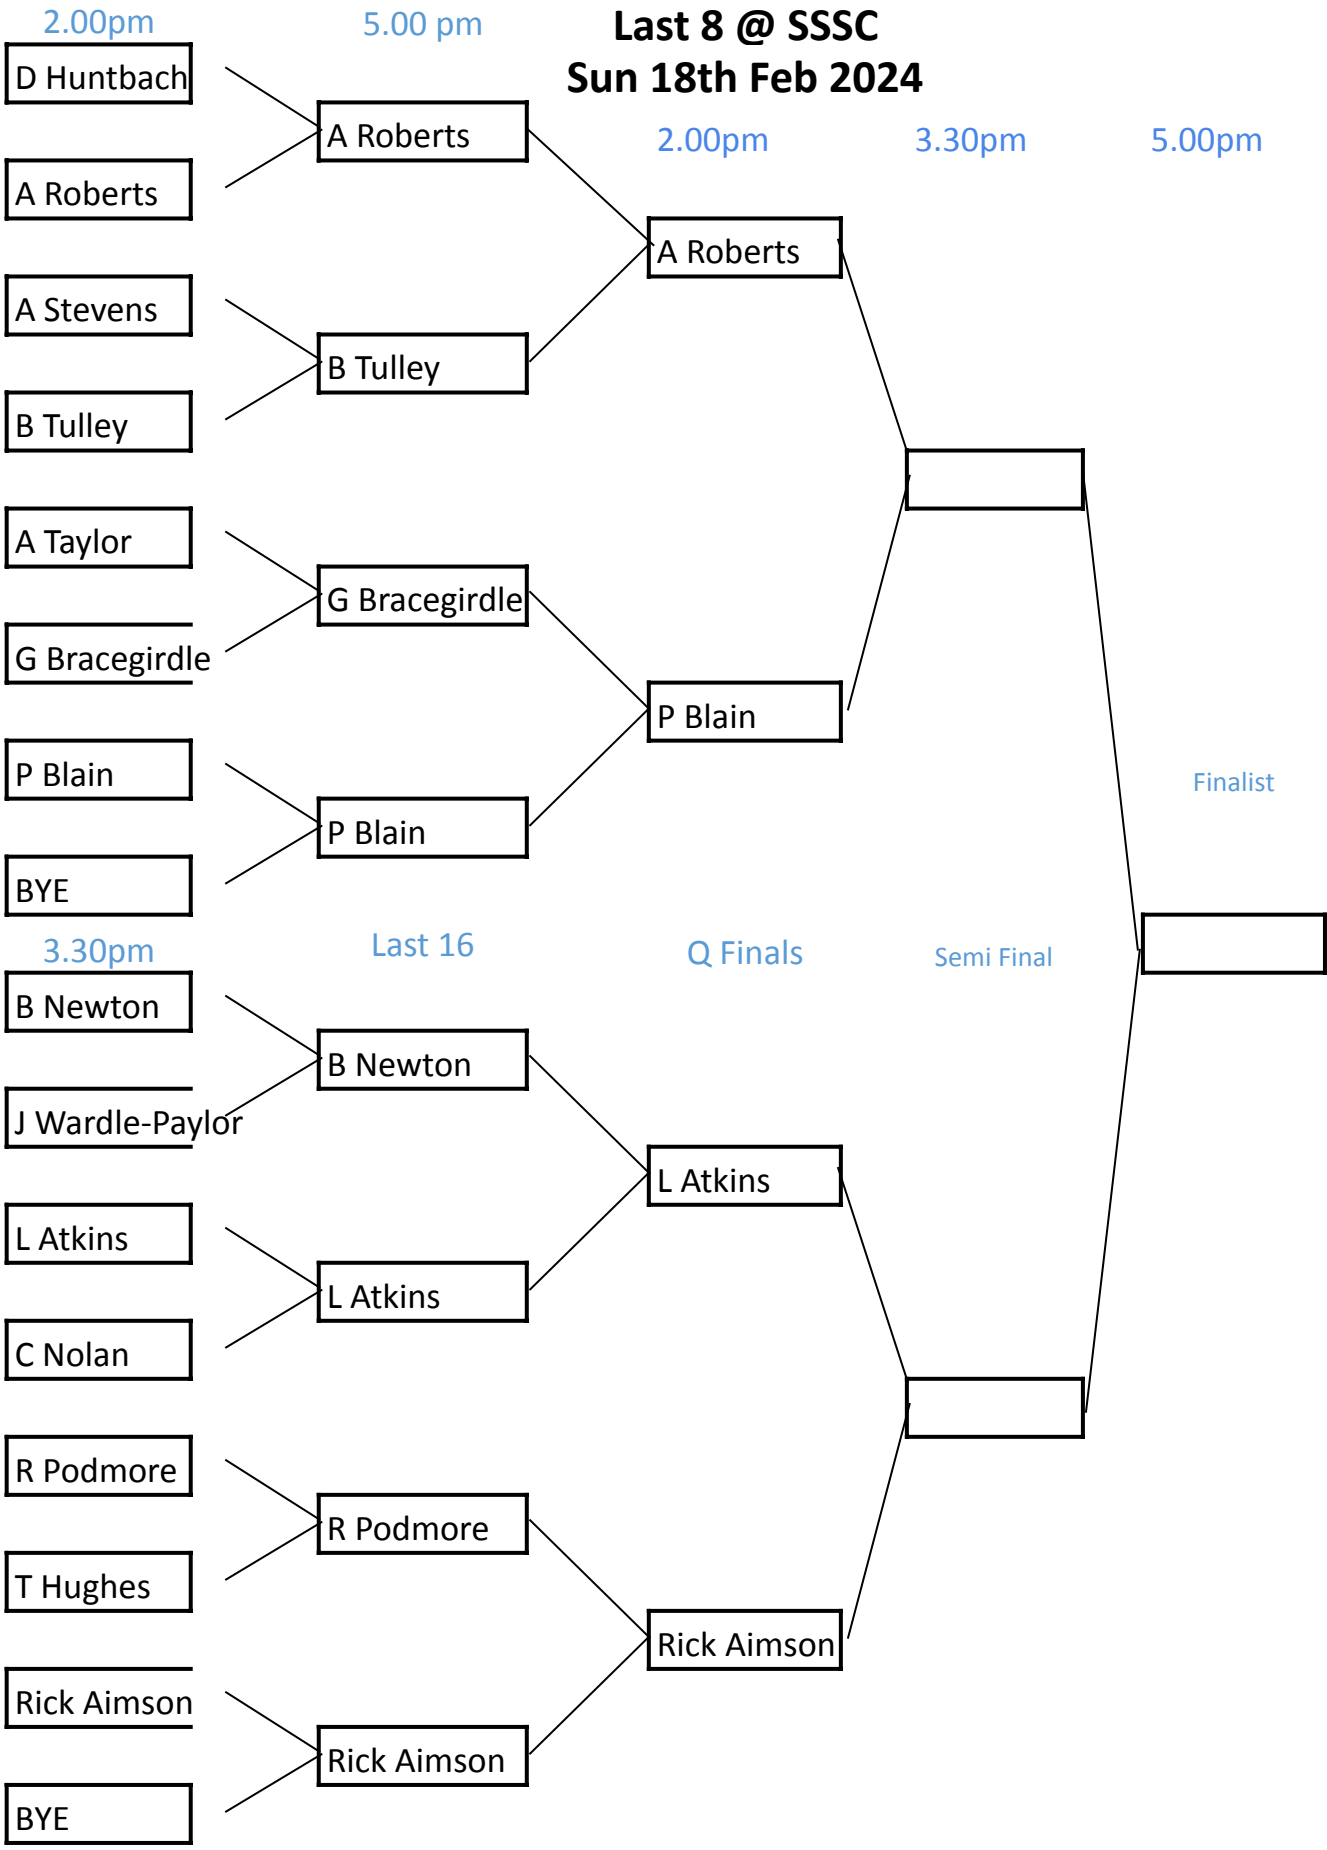 2.00pm
5.00 pm
Last 8 @ SSSC
Sun 18th Feb 2024
2.00pm
3.30pm
5.00pm
D Huntbach
A Roberts
A Stevens
B Tulley
A Taylor
G Bracegirdle
P Blain
BYE
3.30pm
B Newton
J Wardle-Paylor
L Atkins
C Nolan
R Podmore
T Hughes
Rick Aimson
BYE
A Roberts
B Tulley
G Bracegirdle
P Blain
Last 16
B Newton
L Atkins
R Podmore
Rick Aimson
A Roberts
P Blain
Q Finals
L Atkins
Rick Aimson
Semi Final
Finalist